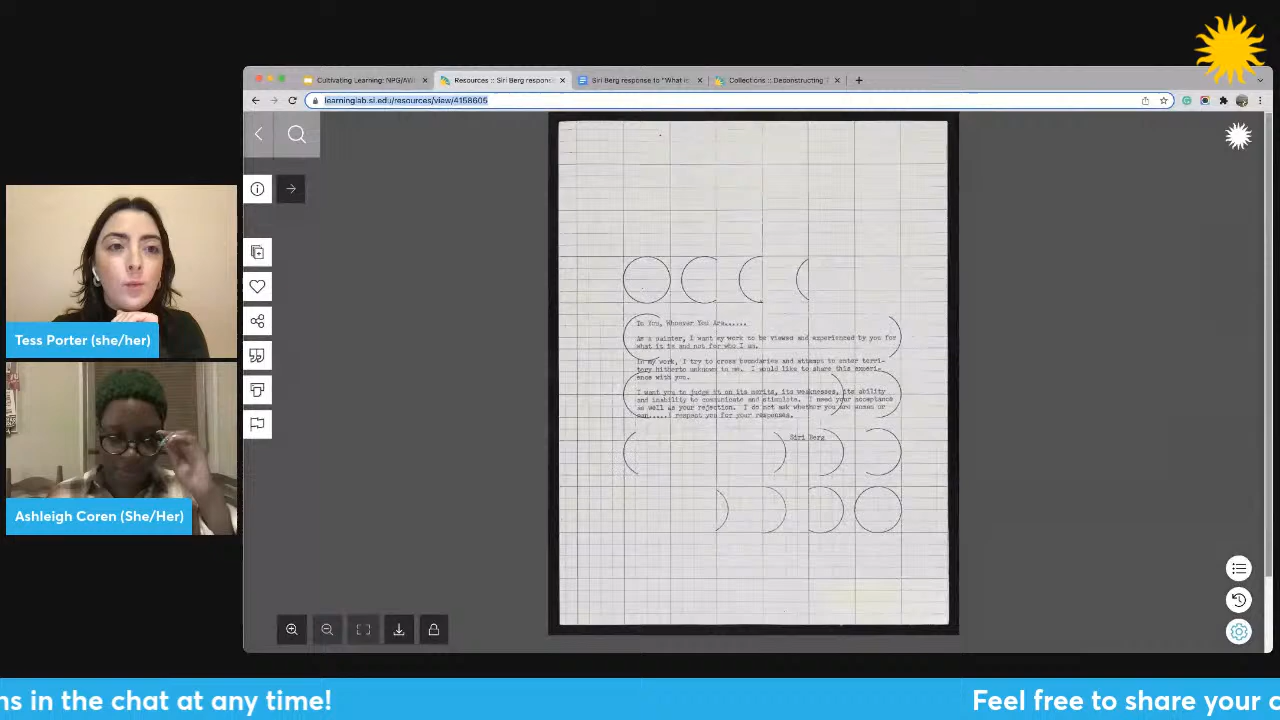 Cultivating Learning: NPG/AW
Resources :: Siri Berg respons
Siri Berg response to "What is
Collections :: Deconstructing
learninglab.si.edu/resources/view/4158605
To You, Whoever You Are......
As a painter, I want my work to be viewed and experienced by you for
what it is and not for who I am.
In my work, I try to cross boundaries and attempt to enter terri-
tory hitherto unknown to me. I would like to share this experi-
ence with you.
I want you to judge it on its merits, its weaknesses, its ability
and inability to communicate and stimulate. I need your acceptance
as well as your rejection. I do not ask whether you are woman or
man.....I respect you for your responses.
Siri Berg
Tess Porter (she/her)
Ashleigh Coren (She/Her)
ns in the chat at any time!
Feel free to share your